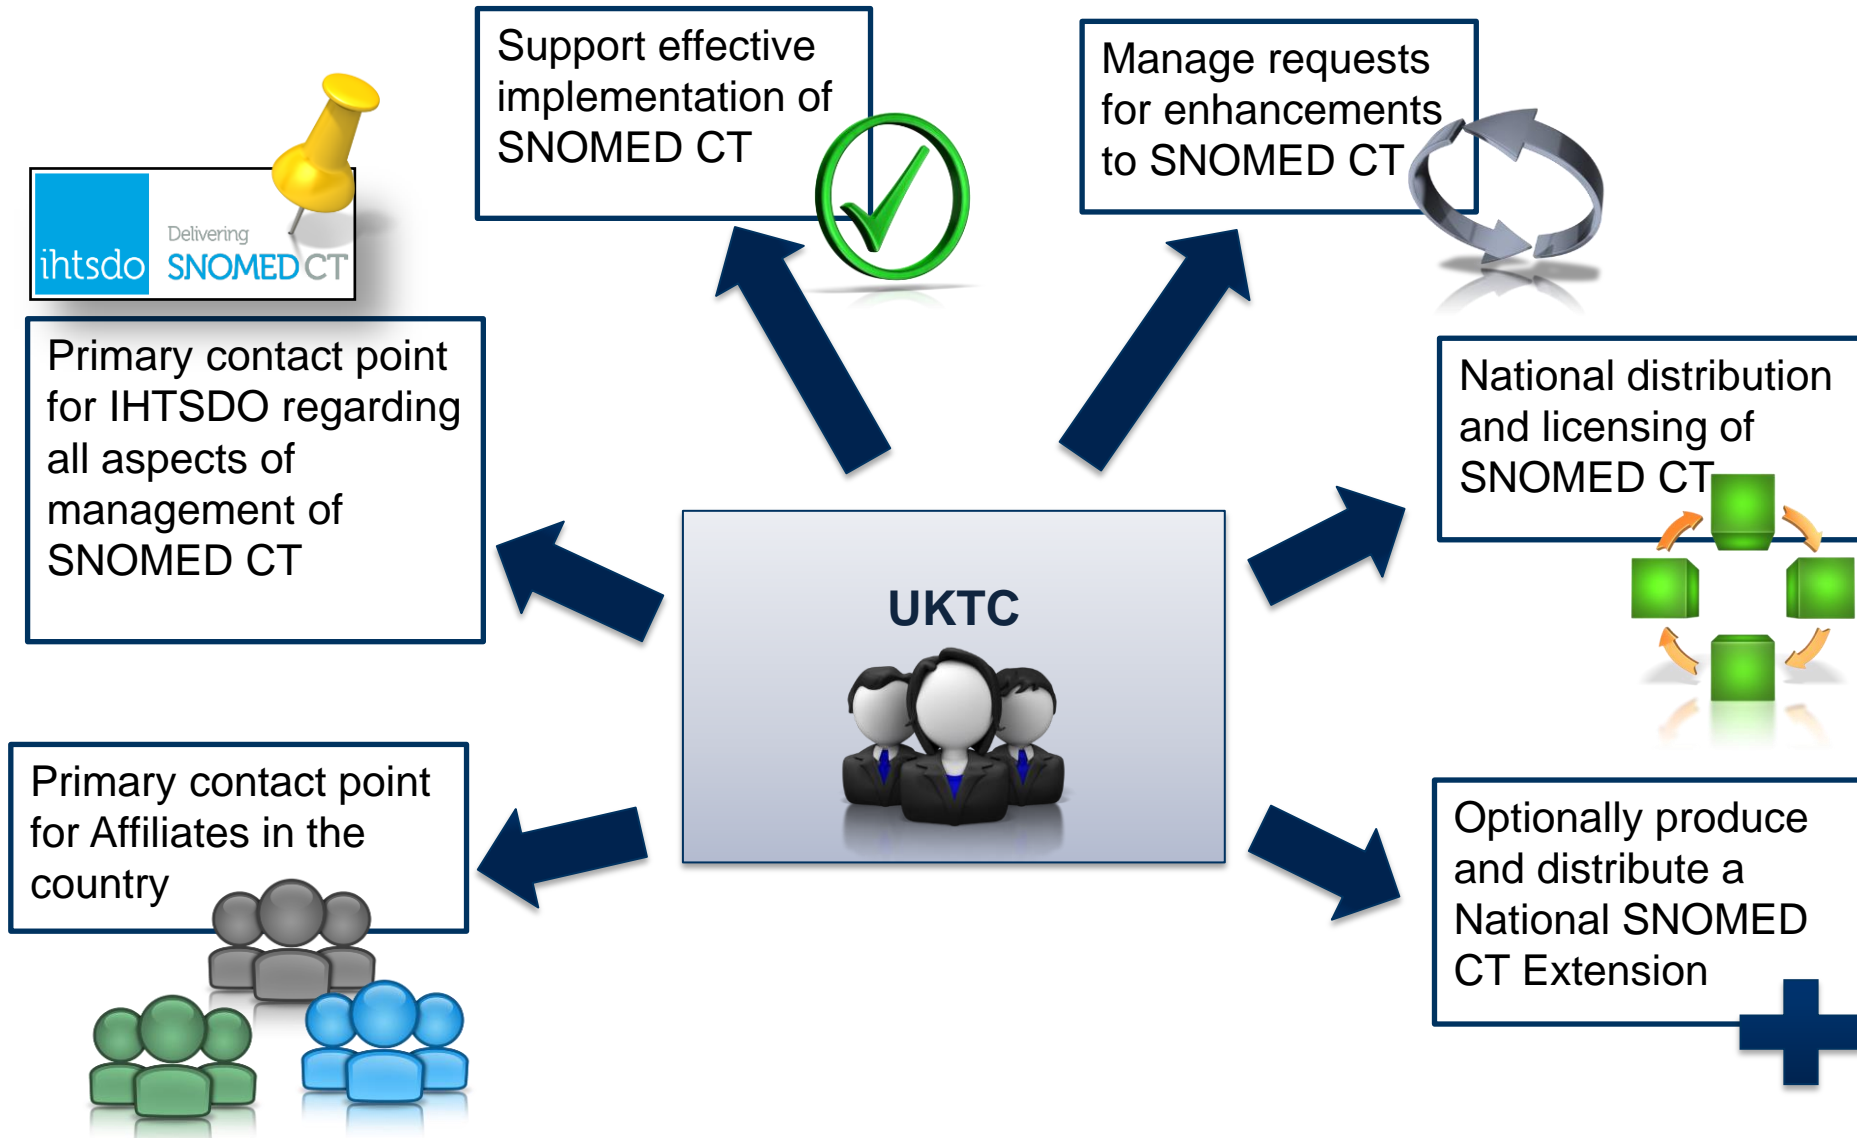 Support effective
implementation of
SNOMED CT
Manage requests
for enhancements
to SNOMED CT
ihtsdo
Delivering
SNOMED CT
Primary contact point
for IHTSDO regarding
all aspects of
management of
SNOMED CT
National distribution
and licensing of
SNOMED CT
UKTC
Primary contact point
for Affiliates in the
country
Optionally produce
and distribute a
National SNOMED
CT Extension